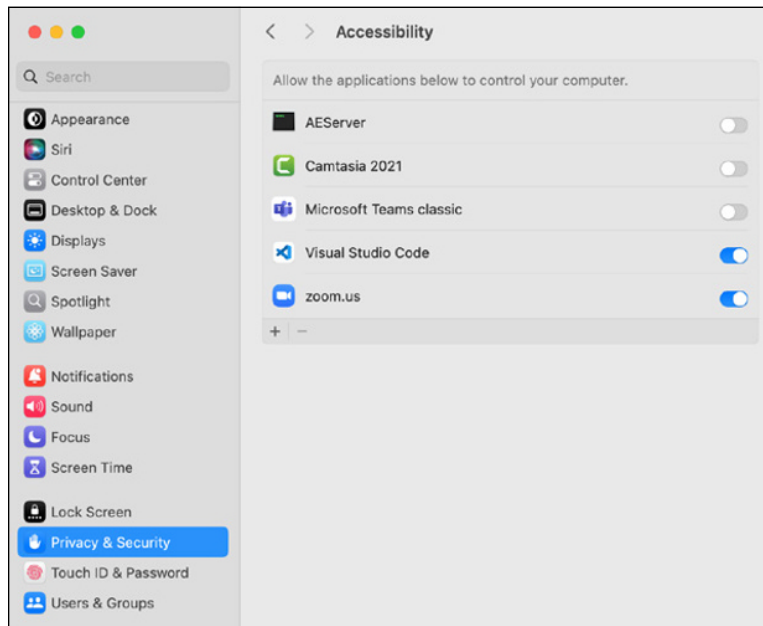 Accessibility
Search
Allow the applications below to control your computer.
Appearance
Siri
Control Center
Desktop & Dock
Displays
Screen Saver
Spotlight
Wallpaper
Notifications
Sound
Focus
Screen Time
Lock Screen
Privacy & Security
Touch ID & Password
Users & Groups
AEServer
Camtasia 2021
Microsoft Teams classic
Visual Studio Code
zoom.us